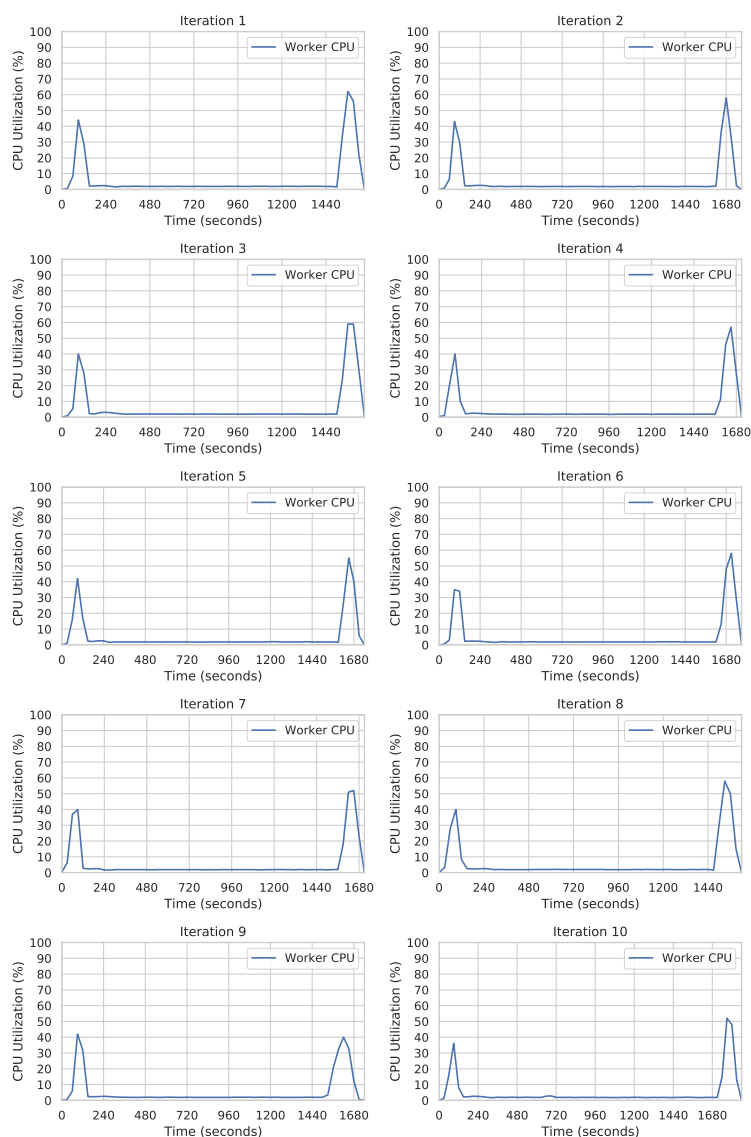 Iteration 1
CPU Utilization (%)
100
90
80
70
60
50
40
30
20
10
0
Worker CPU
0 240 480 720 960 1200 1440
Time (seconds)
Iteration 2
CPU Utilization (%)
100
90
80
70
60
50
40
30
20
10
0
Worker CPU
0 240 480 720 960 1200 1440 1680
Time (seconds)
Iteration 3
CPU Utilization (%)
100
90
80
70
60
50
40
30
20
10
0
Worker CPU
0 240 480 720 960 1200 1440
Time (seconds)
Iteration 4
CPU Utilization (%)
100
90
80
70
60
50
40
30
20
10
0
Worker CPU
0 240 480 720 960 1200 1440 1680
Time (seconds)
Iteration 5
CPU Utilization (%)
100
90
80
70
60
50
40
30
20
10
0
Worker CPU
0 240 480 720 960 1200 1440 1680
Time (seconds)
Iteration 6
CPU Utilization (%)
100
90
80
70
60
50
40
30
20
10
0
Worker CPU
0 240 480 720 960 1200 1440 1680
Time (seconds)
Iteration 7
CPU Utilization (%)
100
90
80
70
60
50
40
30
20
10
0
Worker CPU
0 240 480 720 960 1200 1440 1680
Time (seconds)
Iteration 8
CPU Utilization (%)
100
90
80
70
60
50
40
30
20
10
0
Worker CPU
0 240 480 720 960 1200 1440
Time (seconds)
Iteration 9
CPU Utilization (%)
100
90
80
70
60
50
40
30
20
10
0
Worker CPU
0 240 480 720 960 1200 1440 1680
Time (seconds)
Iteration 10
CPU Utilization (%)
100
90
80
70
60
50
40
30
20
10
0
Worker CPU
0 240 480 720 960 1200 1440 1680
Time (seconds)